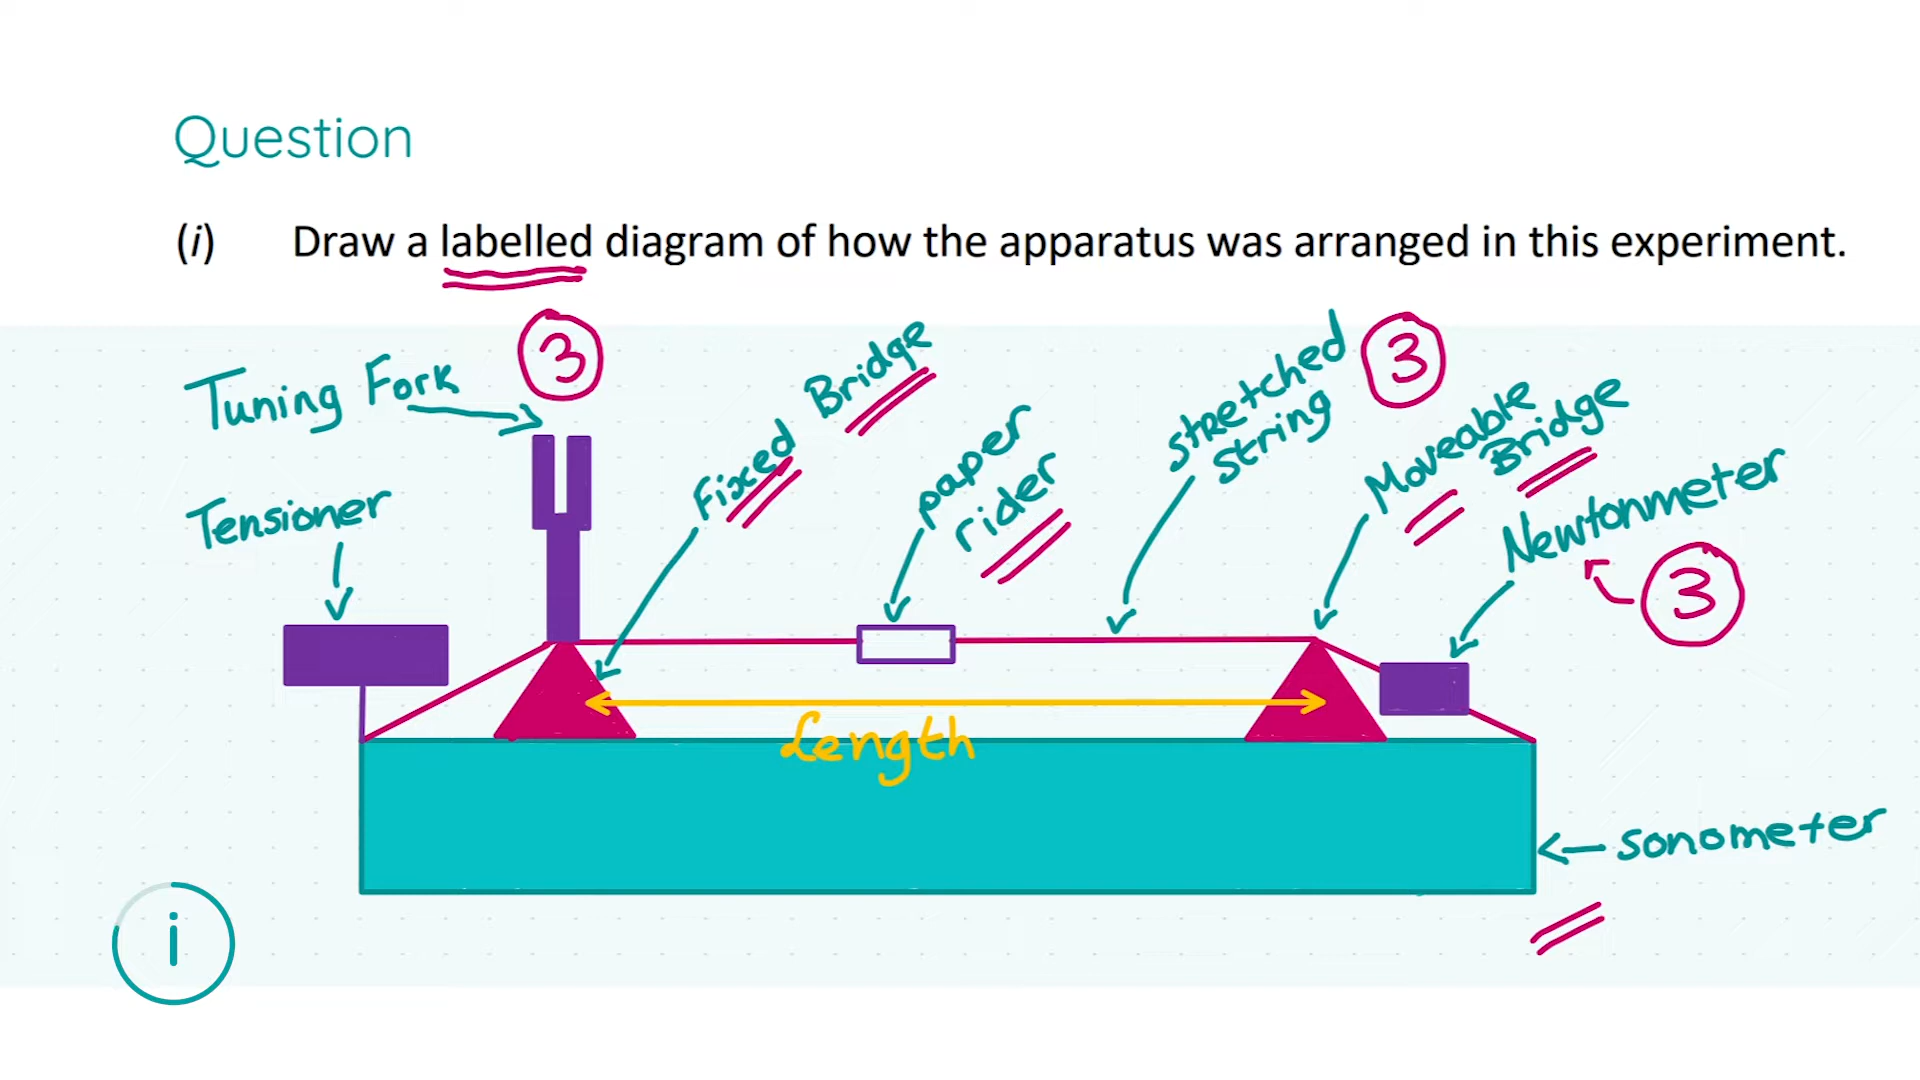 Question
(i) Draw a labelled diagram of how the apparatus was arranged in this experiment.
Tuning Fork
3
Fixed Bridge
paper
rider
stretched
string
3
Moveable
Bridge
Newtonmeter
3
Tensioner
Length
sonometer
i